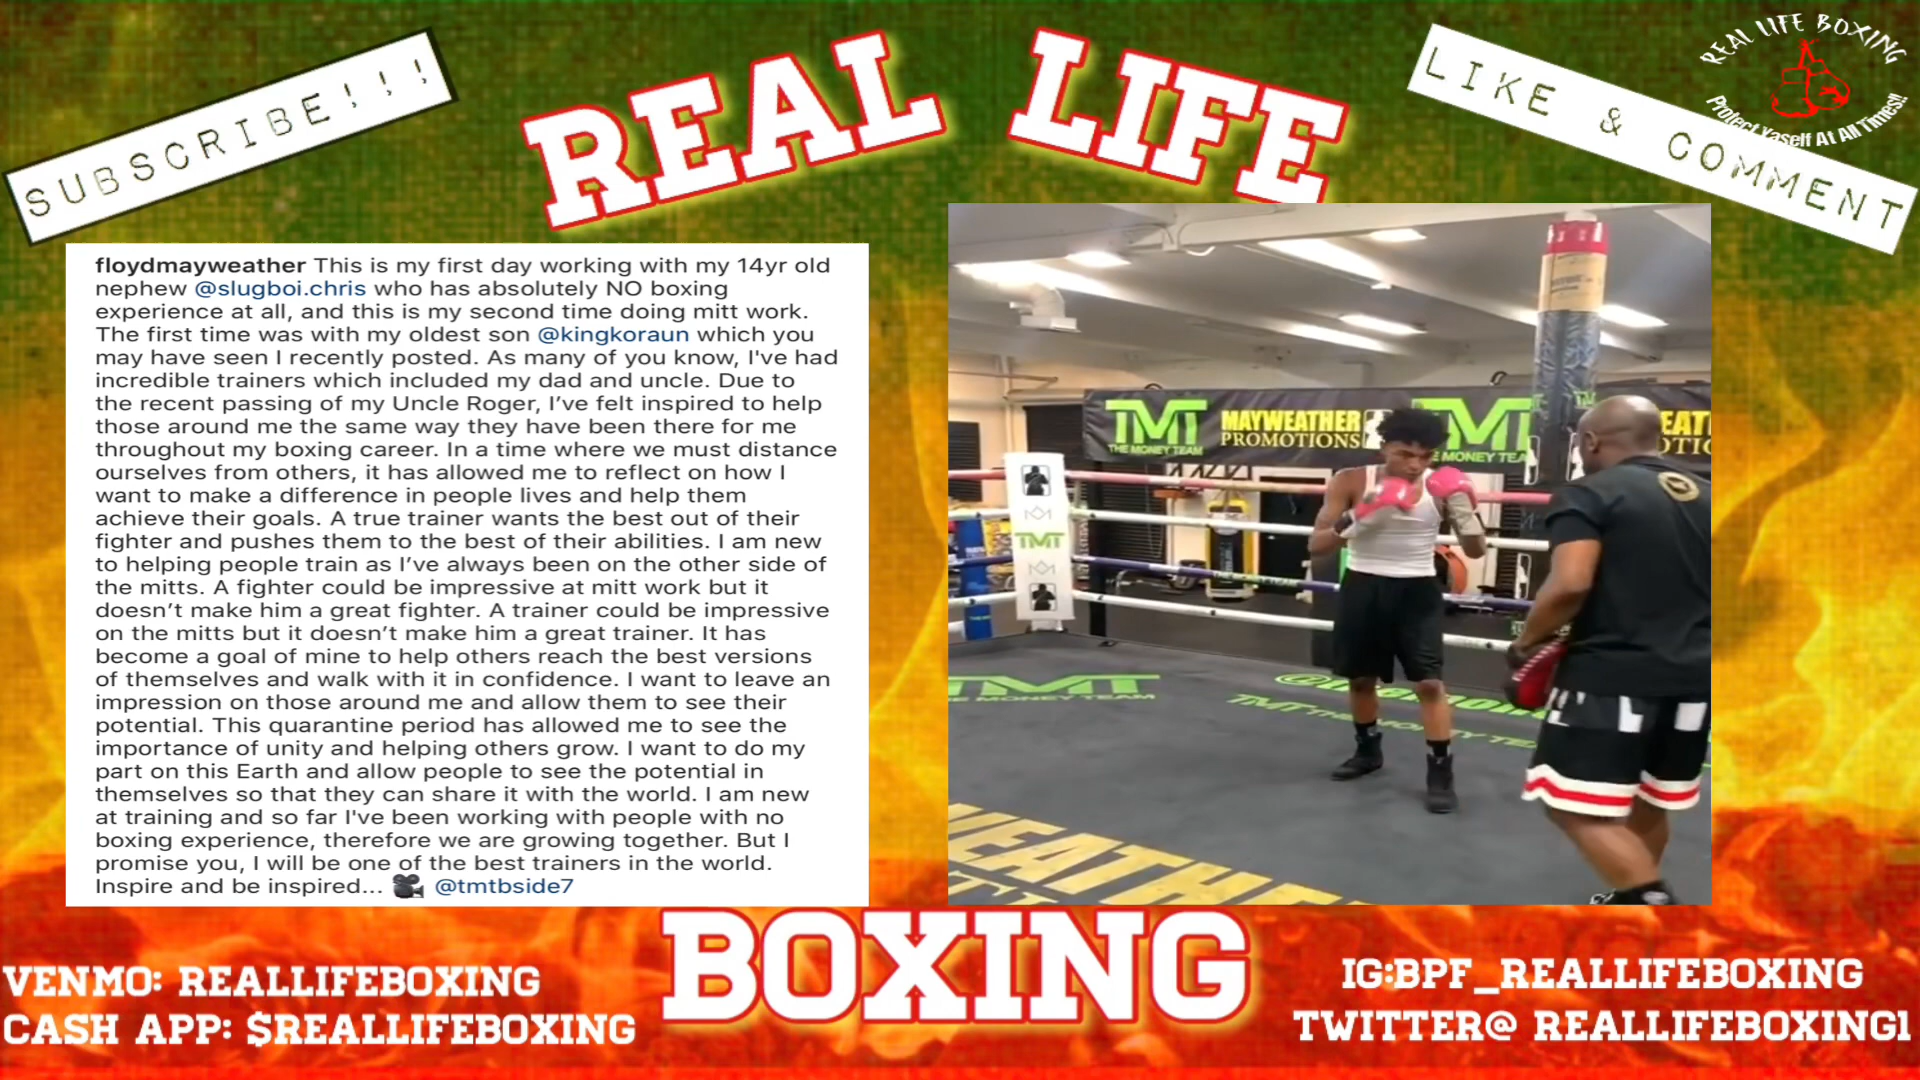 SUBSCRIBE!!!
REAL LIFE
LIKE & COMMENT
REAL LIFE BOXING
Protect Yaself At All Times!!
floydmayweather This is my first day working with my 14yr old
nephew @slugboi.chris who has absolutely NO boxing
experience at all, and this is my second time doing mitt work.
The first time was with my oldest son @kingkoraun which you
may have seen I recently posted. As many of you know, I've had
incredible trainers which included my dad and uncle. Due to
the recent passing of my Uncle Roger, I’ve felt inspired to help
those around me the same way they have been there for me
throughout my boxing career. In a time where we must distance
ourselves from others, it has allowed me to reflect on how I
want to make a difference in people lives and help them
achieve their goals. A true trainer wants the best out of their
fighter and pushes them to the best of their abilities. I am new
to helping people train as I’ve always been on the other side of
the mitts. A fighter could be impressive at mitt work but it
doesn’t make him a great fighter. A trainer could be impressive
on the mitts but it doesn’t make him a great trainer. It has
become a goal of mine to help others reach the best versions
of themselves and walk with it in confidence. I want to leave an
impression on those around me and allow them to see their
potential. This quarantine period has allowed me to see the
importance of unity and helping others grow. I want to do my
part on this Earth and allow people to see the potential in
themselves so that they can share it with the world. I am new
at training and so far I've been working with people with no
boxing experience, therefore we are growing together. But I
promise you, I will be one of the best trainers in the world.
Inspire and be inspired... @tmtbside7
TMT
THE MONEY TEAM
MAYWEATHER
PROMOTIONS
TMT
E MONEY TEA
EAT
OTIC
TMT
TMT
THE MONEY TEAM
TMT THE MONEY TE
EATHE
BOXING
VENMO: REALLIFEBOXING
CASH APP: $REALLIFEBOXING
IG:BPF_REALLIFEBOXING
TWITTER@ REALLIFEBOXING1